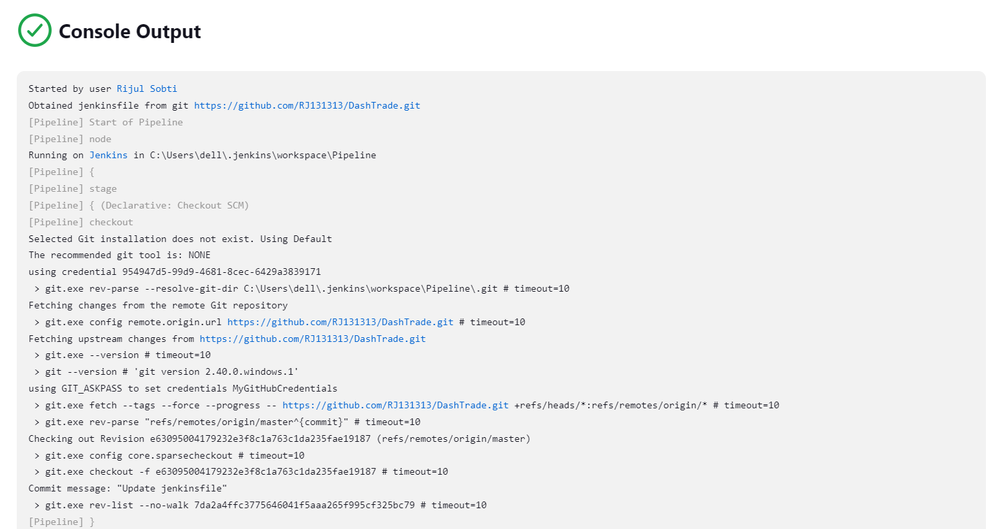 Console Output
Started by user Rijul Sobti
Obtained jenkinsfile from git https://github.com/RJ131313/DashTrade.git
[Pipeline] Start of Pipeline
[Pipeline] node
Running on Jenkins in C:\Users\dell\.jenkins\workspace\Pipeline
[Pipeline] {
[Pipeline] stage
[Pipeline] { (Declarative: Checkout SCM)
[Pipeline] checkout
Selected Git installation does not exist. Using Default
The recommended git tool is: NONE
using credential 954947d5-99d9-4681-8cec-6429a3839171
 > git.exe rev-parse --resolve-git-dir C:\Users\dell\.jenkins\workspace\Pipeline\.git # timeout=10
Fetching changes from the remote Git repository
 > git.exe config remote.origin.url https://github.com/RJ131313/DashTrade.git # timeout=10
Fetching upstream changes from https://github.com/RJ131313/DashTrade.git
 > git.exe --version # timeout=10
 > git --version # 'git version 2.40.0.windows.1'
using GIT_ASKPASS to set credentials MyGitHubCredentials
 > git.exe fetch --tags --force --progress -- https://github.com/RJ131313/DashTrade.git +refs/heads/*:refs/remotes/origin/* # timeout=10
 > git.exe rev-parse "refs/remotes/origin/master^{commit}" # timeout=10
Checking out Revision e63095004179232e3f8c1a763c1da235fae19187 (refs/remotes/origin/master)
 > git.exe config core.sparsecheckout # timeout=10
 > git.exe checkout -f e63095004179232e3f8c1a763c1da235fae19187 # timeout=10
Commit message: "Update jenkinsfile"
 > git.exe rev-list --no-walk 7da2a4ffc3775646041f5aaa265f995cf325bc79 # timeout=10
[Pipeline] }